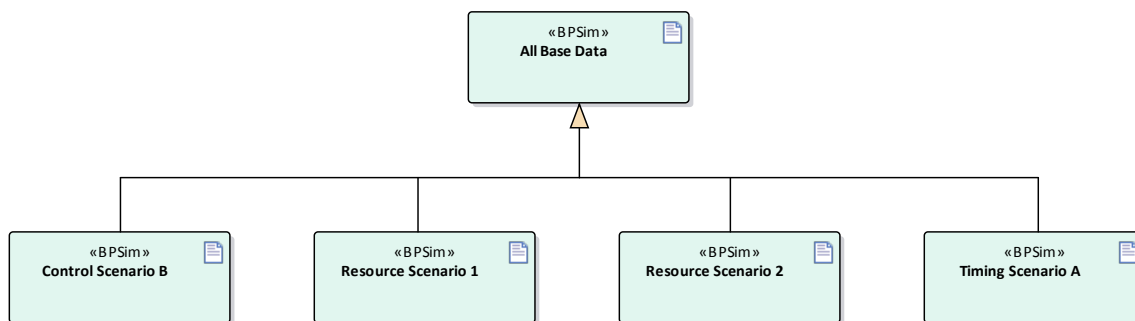 «BPSim»
All Base Data
«BPSim»
Control Scenario B
«BPSim»
Resource Scenario 1
«BPSim»
Resource Scenario 2
«BPSim»
Timing Scenario A